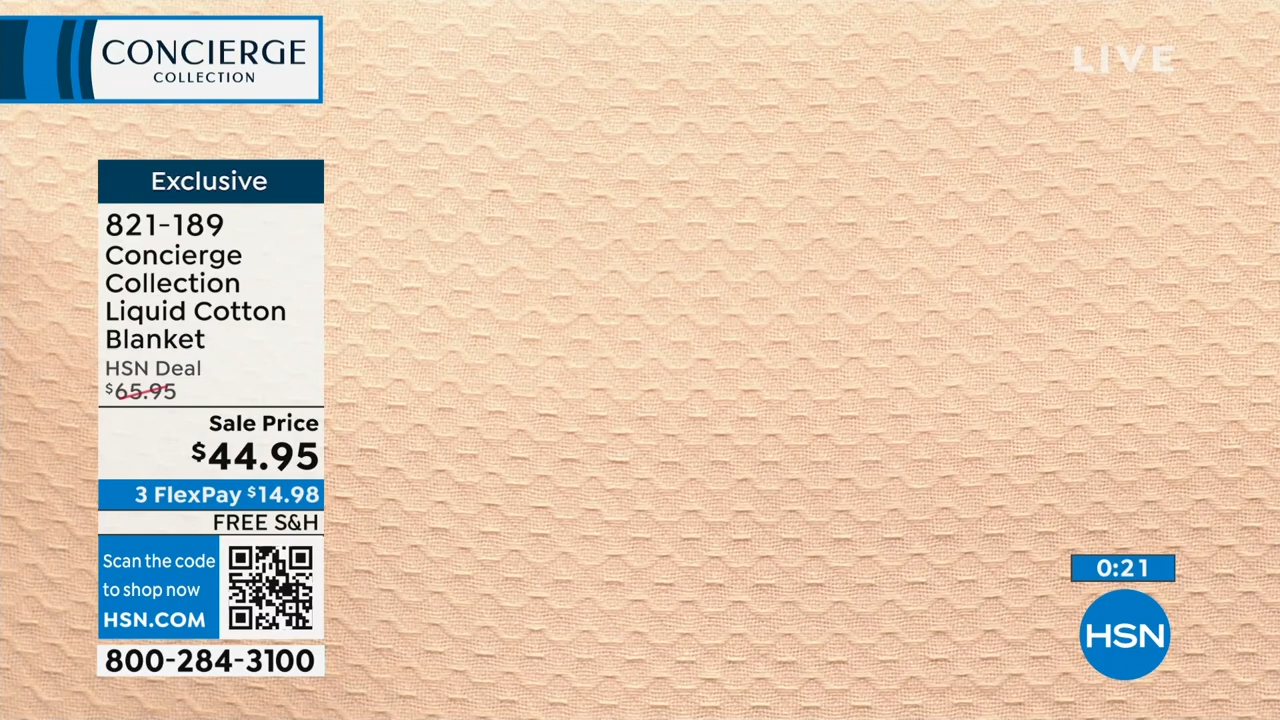 CONCIERGE
COLLECTION
LIVE
Exclusive
821-189
Concierge
Collection
Liquid Cotton
Blanket
HSN Deal
$65.95
Sale Price
$44.95
3 FlexPay $14.98
FREE S&H
Scan the code
to shop now
HSN.COM
800-284-3100
0:21
HSN